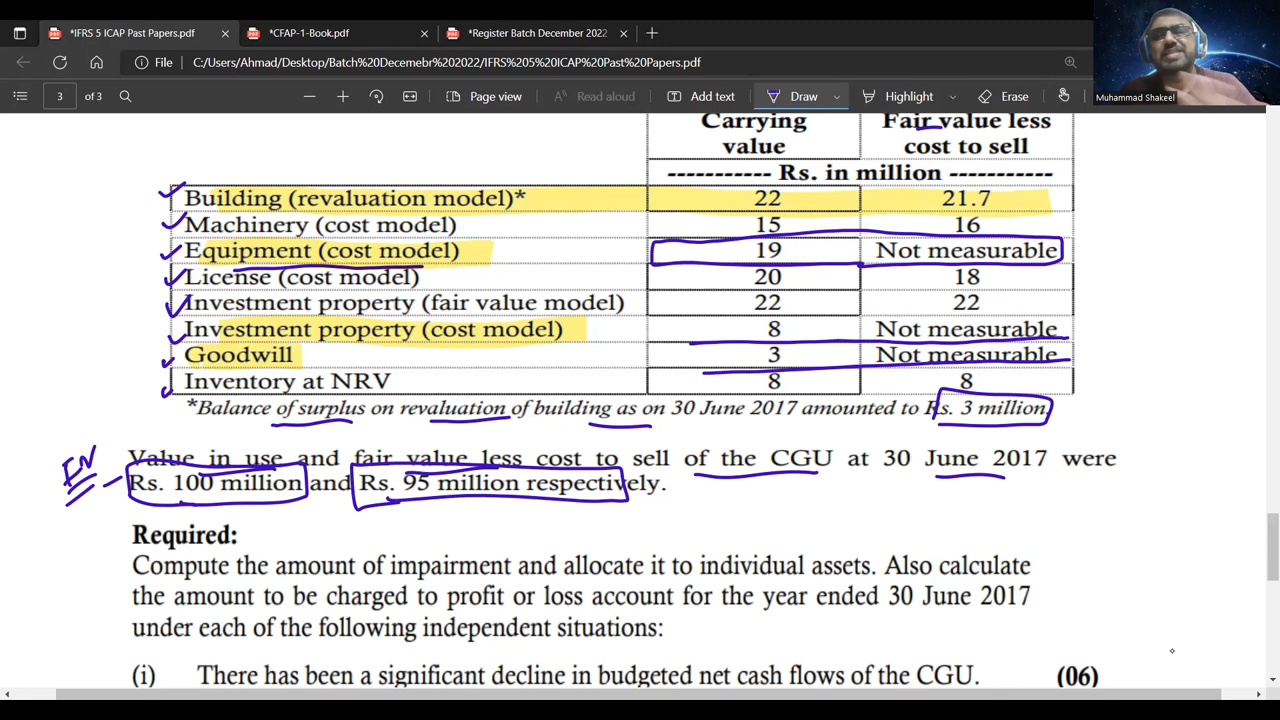 *IFRS 5 ICAP Past Papers.pdf
*CFAP-1-Book.pdf
*Register Batch December 2022
File C:/Users/Ahmad/Desktop/Batch%20Decemebr%202022/IFRS%205%20ICAP%20Past%20Papers.pdf
3 of 3 Page view Read aloud Add text Draw Highlight Erase
Muhammad Shakeel
Carrying value Fair value less cost to sell
----------- Rs. in million -----------
Building (revaluation model)* 22 21.7
Machinery (cost model) 15 16
Equipment (cost model) 19 Not measurable
License (cost model) 20 18
Investment property (fair value model) 22 22
Investment property (cost model) 8 Not measurable
Goodwill 3 Not measurable
Inventory at NRV 8 8
*Balance of surplus on revaluation of building as on 30 June 2017 amounted to Rs. 3 million.
Value in use and fair value less cost to sell of the CGU at 30 June 2017 were
Rs. 100 million and Rs. 95 million respectively.
Required:
Compute the amount of impairment and allocate it to individual assets. Also calculate
the amount to be charged to profit or loss account for the year ended 30 June 2017
under each of the following independent situations:
(i) There has been a significant decline in budgeted net cash flows of the CGU. (06)